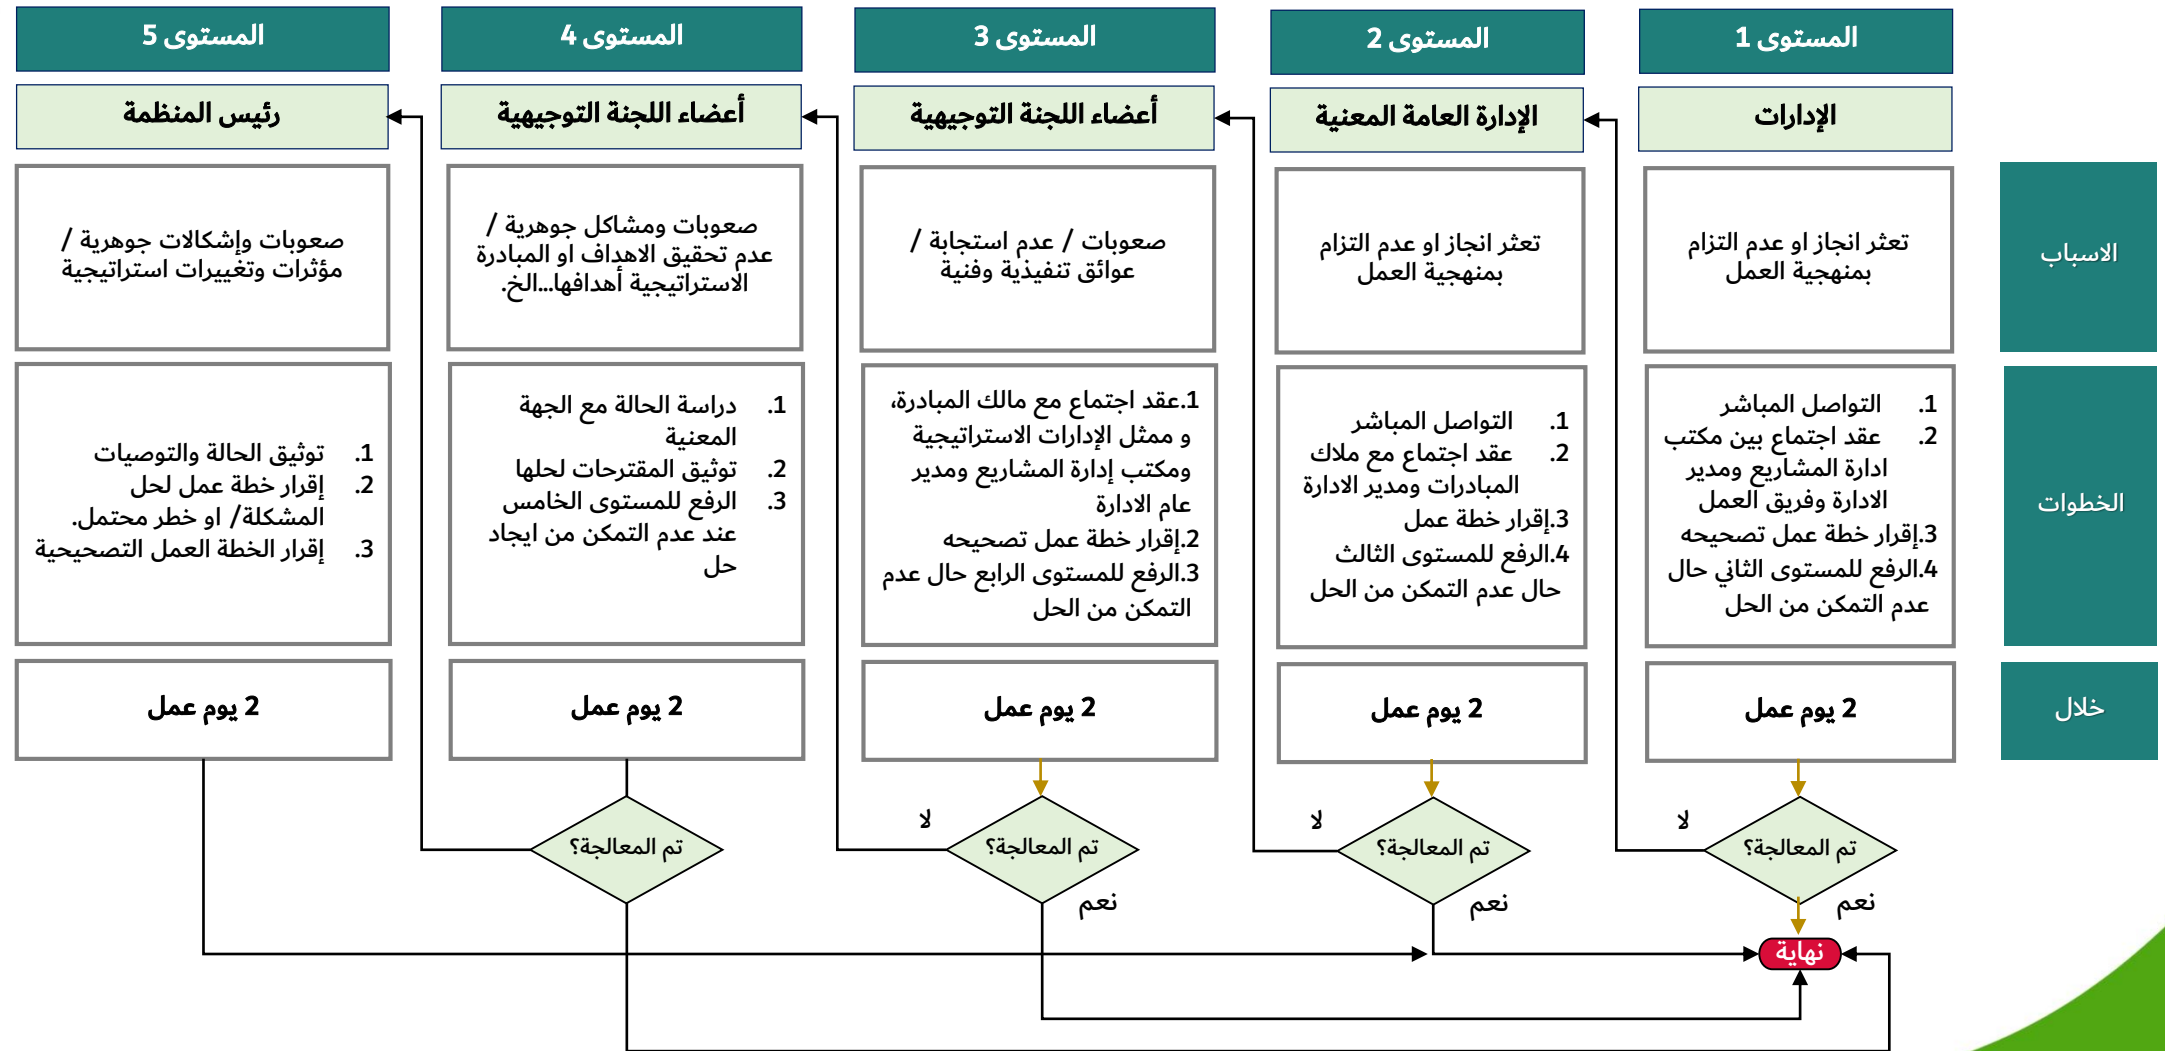 المستوى 1
المستوى 2
المستوى 3
المستوى 4
المستوى 5
الإدارات
الإدارة العامة المعنية
أعضاء اللجنة التوجيهية
أعضاء اللجنة التوجيهية
رئيس المنظمة
الاسباب
تعثر انجاز او عدم التزام
بمنهجية العمل
تعثر انجاز او عدم التزام
بمنهجية العمل
صعوبات / عدم استجابة /
عوائق تنفيذية وفنية
صعوبات ومشاكل جوهرية /
عدم تحقيق الاهداف او المبادرة
الاستراتيجية أهدافها...الخ.
صعوبات وإشكالات جوهرية /
مؤثرات وتغييرات استراتيجية
الخطوات
1. التواصل المباشر
2. عقد اجتماع بين مكتب
ادارة المشاريع ومدير
الادارة وفريق العمل
3.إقرار خطة عمل تصحيحه
4.الرفع للمستوى الثاني حال
عدم التمكن من الحل
1. التواصل المباشر
2. عقد اجتماع مع ملاك
المبادرات ومدير الادارة
3.إقرار خطة عمل
4.الرفع للمستوى الثالث
حال عدم التمكن من الحل
1.عقد اجتماع مع مالك المبادرة،
و ممثل الإدارات الاستراتيجية
ومكتب إدارة المشاريع ومدير
عام الادارة
2.إقرار خطة عمل تصحيحه
3.الرفع للمستوى الرابع حال عدم
التمكن من الحل
1. دراسة الحالة مع الجهة
المعنية
2. توثيق المقترحات لحلها
3. الرفع للمستوى الخامس
عند عدم التمكن من ايجاد
حل
1. توثيق الحالة والتوصيات
2. إقرار خطة عمل لحل
المشكلة/ او خطر محتمل.
3. إقرار الخطة العمل التصحيحية
خلال
2 يوم عمل
2 يوم عمل
2 يوم عمل
2 يوم عمل
2 يوم عمل
لا
لا
لا
تم المعالجة؟
تم المعالجة؟
تم المعالجة؟
تم المعالجة؟
نعم
نعم
نعم
نهاية